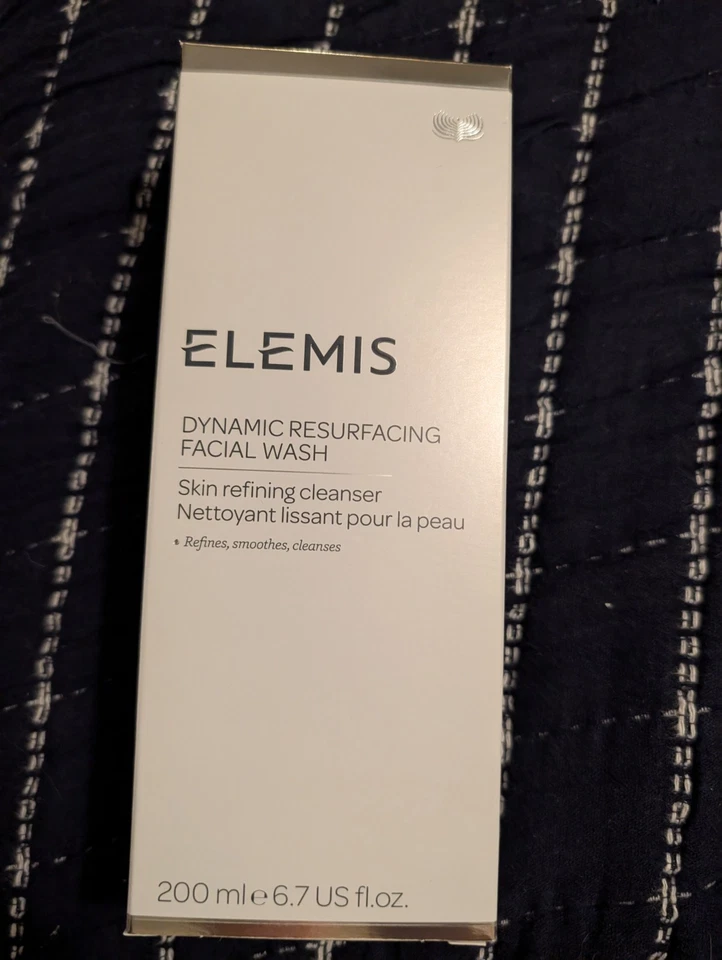 ELEMIS
DYNAMIC RESURFACING
FACIAL WASH
Skin refining cleanser
Nettoyant lissant pour la peau
Refines, smoothes, cleanses
200 ml e 6.7 US fl.oz.